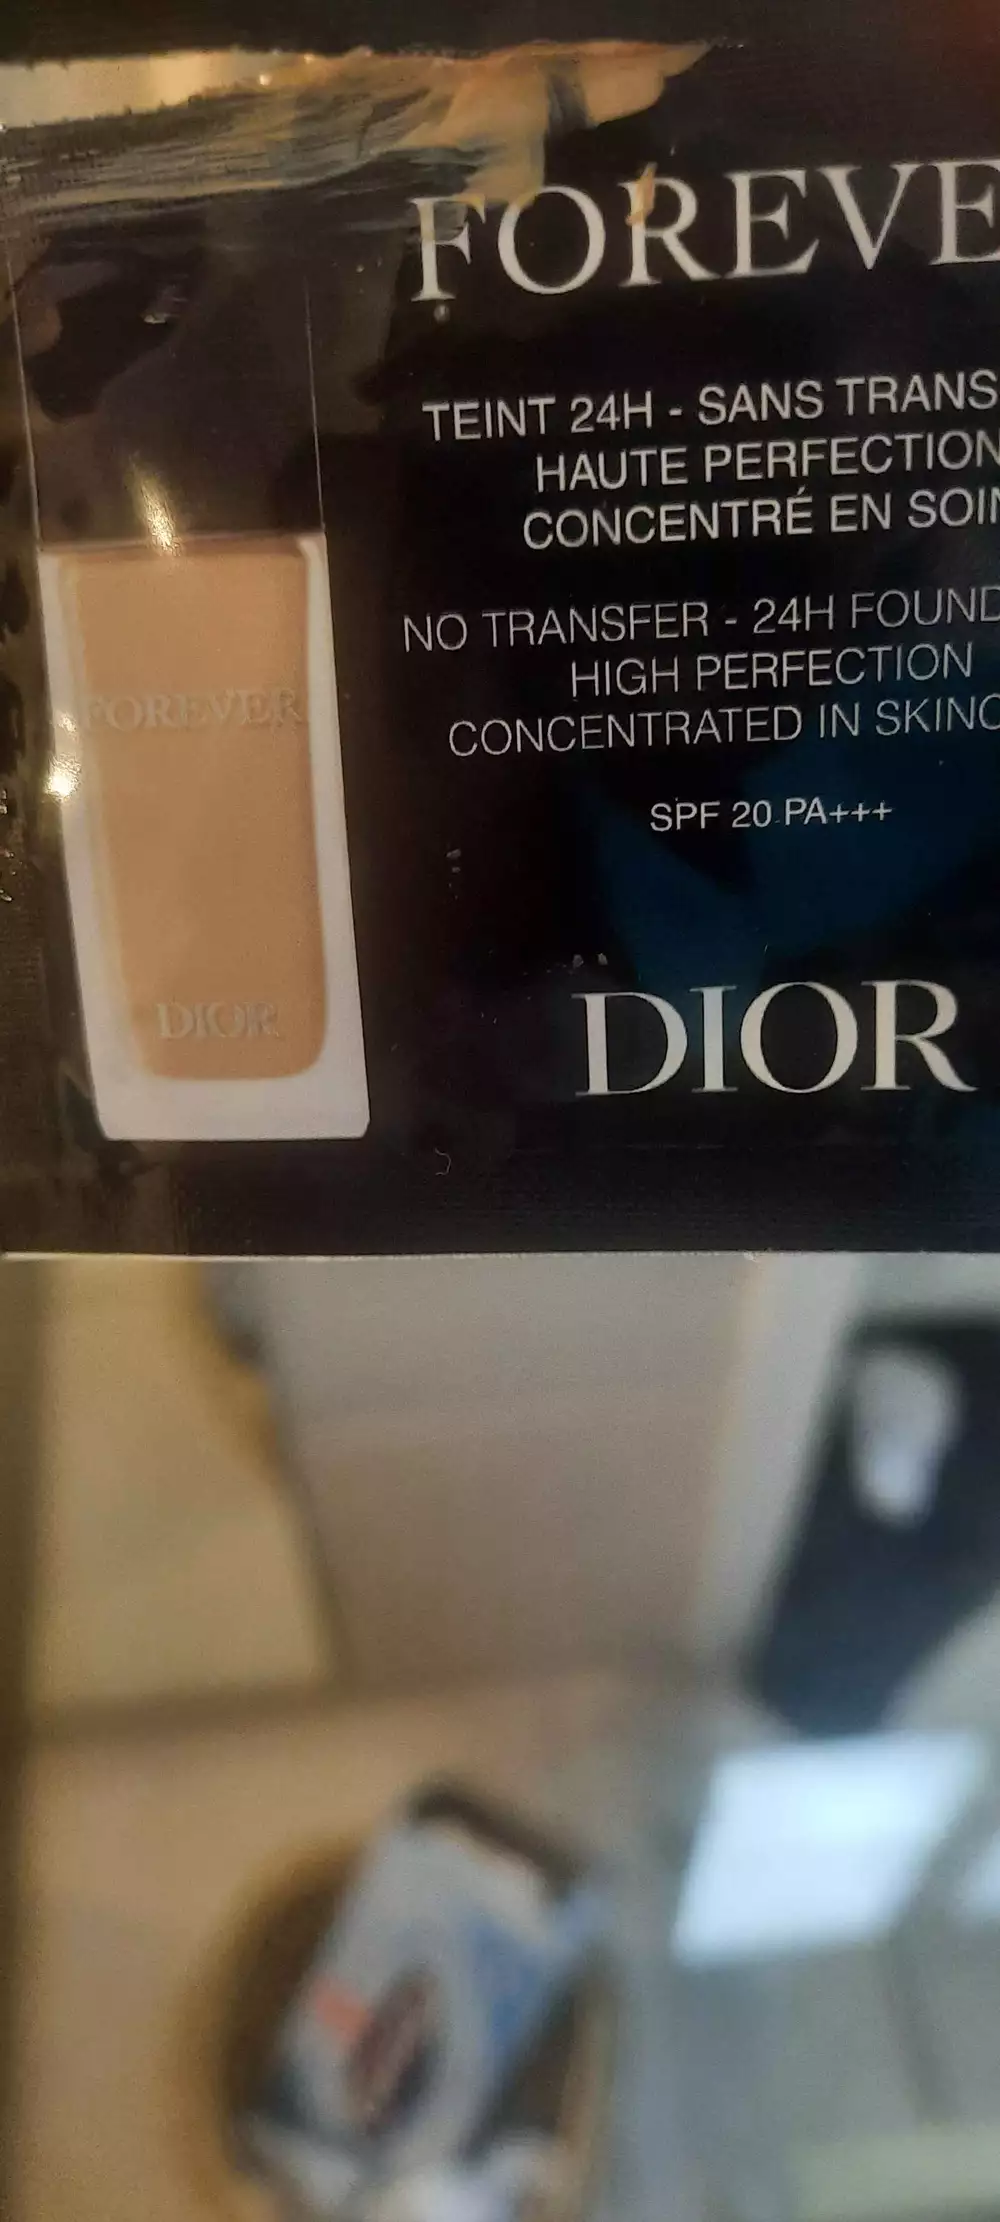 FOREVE
TEINT 24H - SANS TRANS
HAUTE PERFECTION
CONCENTRÉ EN SOIN
NO TRANSFER - 24H FOUND
HIGH PERFECTION
CONCENTRATED IN SKINC
SPF 20 PA+++
DIOR
FOREVER
DIOR